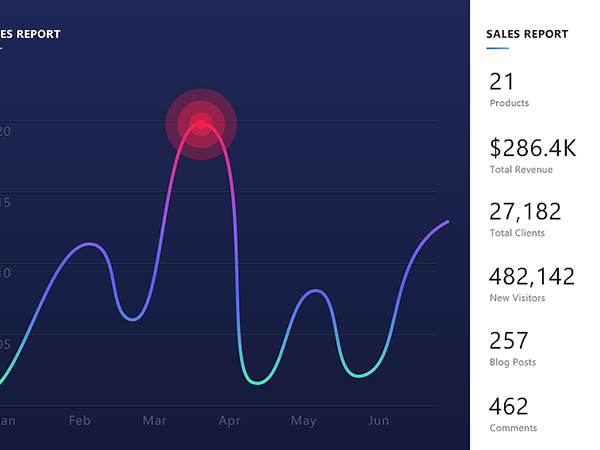 ES REPORT
20
15
10
05
an
Feb
Mar
Apr
May
Jun
SALES REPORT
21
Products
$286.4K
Total Revenue
27,182
Total Clients
482,142
New Visitors
257
Blog Posts
462
Comments